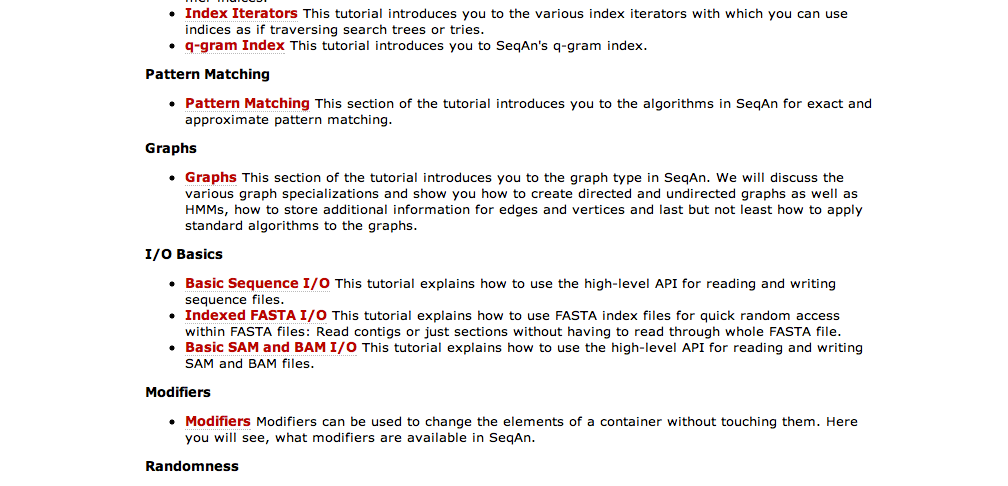 Index Iterators This tutorial introduces you to the various index iterators with which you can use
indices as if traversing search trees or tries.
q-gram Index This tutorial introduces you to SeqAn's q-gram index.
Pattern Matching
Pattern Matching This section of the tutorial introduces you to the algorithms in SeqAn for exact and
approximate pattern matching.
Graphs
Graphs This section of the tutorial introduces you to the graph type in SeqAn. We will discuss the
various graph specializations and show you how to create directed and undirected graphs as well as
HMMs, how to store additional information for edges and vertices and last but not least how to apply
standard algorithms to the graphs.
I/O Basics
Basic Sequence I/O This tutorial explains how to use the high-level API for reading and writing
sequence files.
Indexed FASTA I/O This tutorial explains how to use FASTA index files for quick random access
within FASTA files: Read contigs or just sections without having to read through whole FASTA file.
Basic SAM and BAM I/O This tutorial explains how to use the high-level API for reading and writing
SAM and BAM files.
Modifiers
Modifiers Modifiers can be used to change the elements of a container without touching them. Here
you will see, what modifiers are available in SeqAn.
Randomness